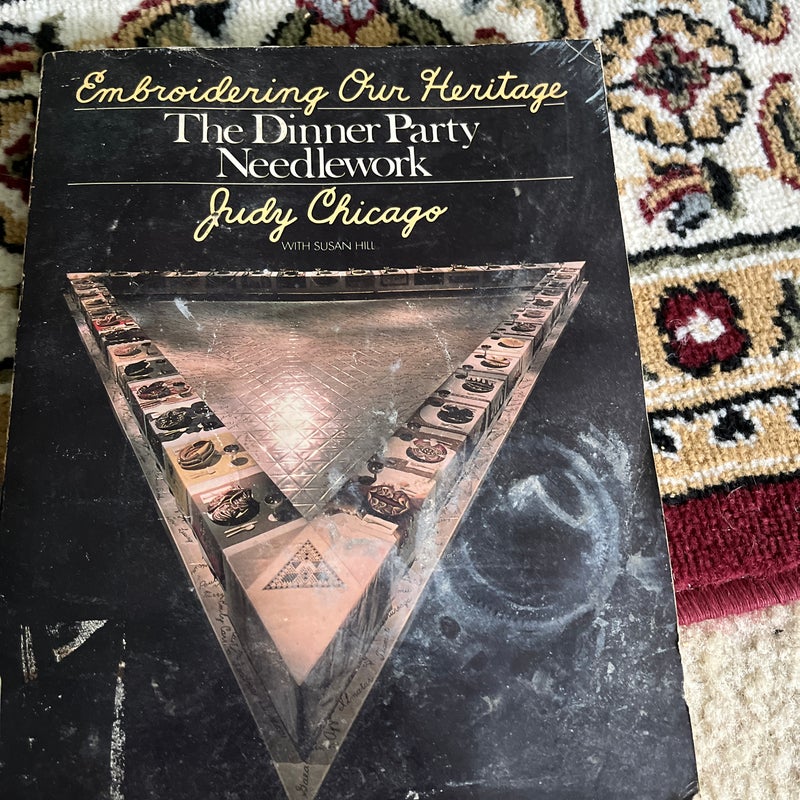 Embroidering Our Heritage
The Dinner Party
Needlework
Judy Chicago
WITH SUSAN HILL